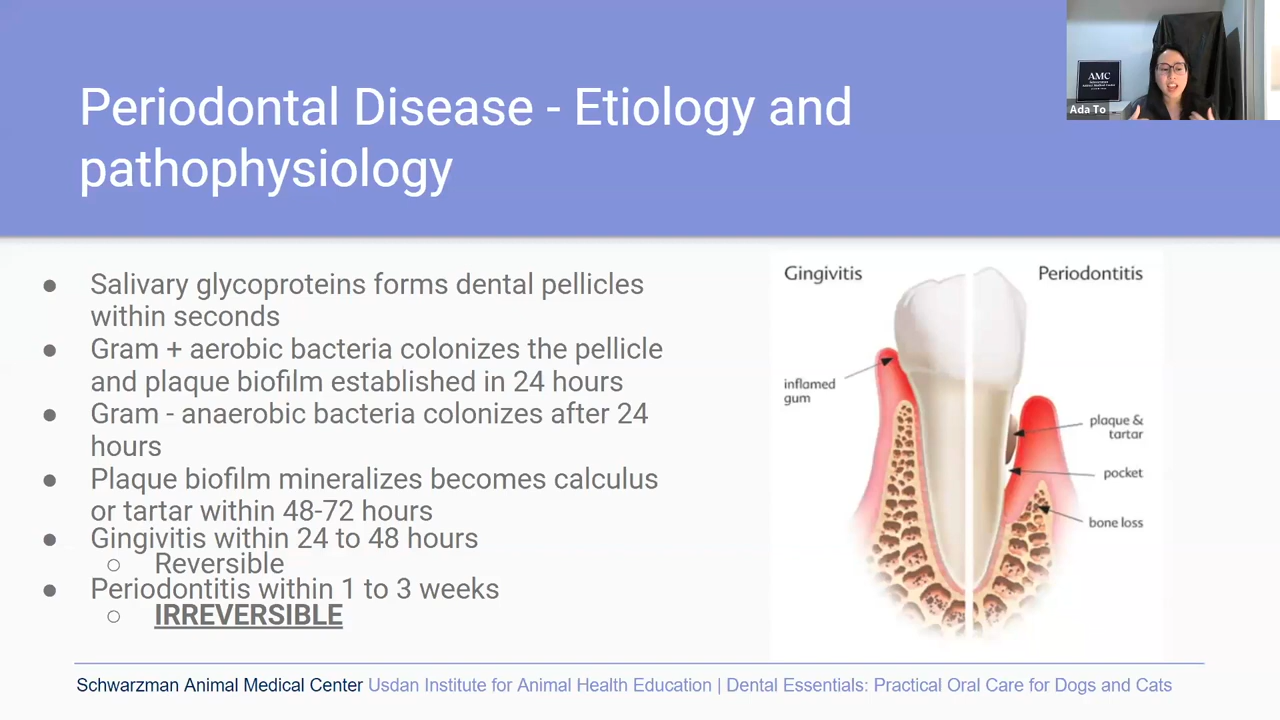 Periodontal Disease - Etiology and
pathophysiology
AMC
Ada To
● Salivary glycoproteins forms dental pellicles
within seconds
● Gram + aerobic bacteria colonizes the pellicle
and plaque biofilm established in 24 hours
● Gram - anaerobic bacteria colonizes after 24
hours
● Plaque biofilm mineralizes becomes calculus
or tartar within 48-72 hours
● Gingivitis within 24 to 48 hours
○ Reversible
● Periodontitis within 1 to 3 weeks
○ IRREVERSIBLE
Gingivitis
Periodontitis
inflamed
gum
plaque &
tartar
pocket
bone loss
Schwarzman Animal Medical Center Usdan Institute for Animal Health Education | Dental Essentials: Practical Oral Care for Dogs and Cats